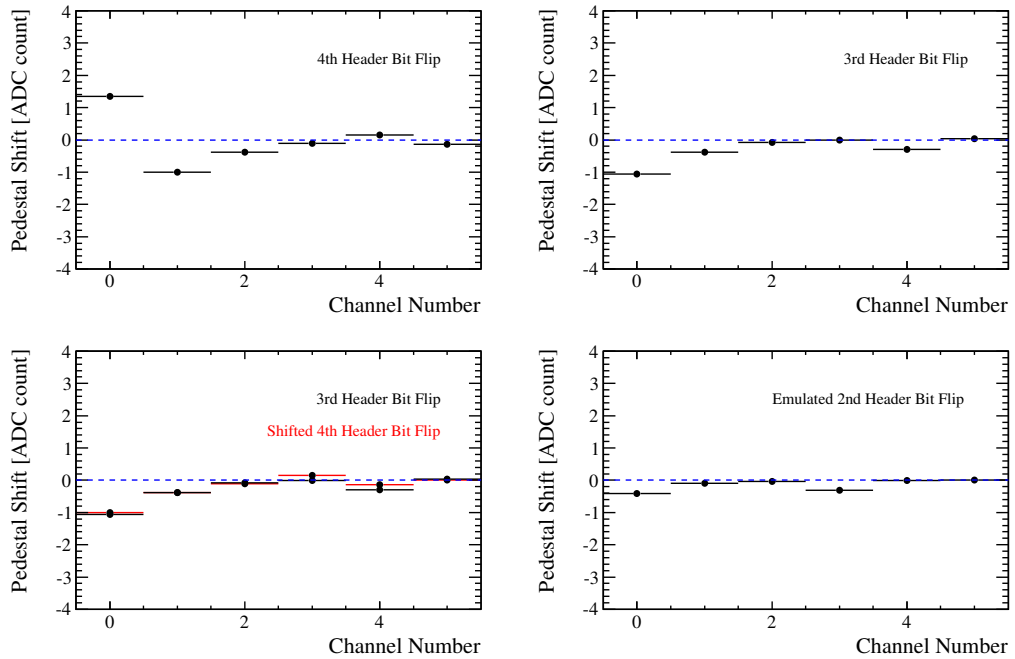 4
3
2
1
0
-1
-2
-3
-4
Pedestal Shift [ADC count]
4th Header Bit Flip
0 2 4
Channel Number
4
3
2
1
0
-1
-2
-3
-4
Pedestal Shift [ADC count]
3rd Header Bit Flip
0 2 4
Channel Number
4
3
2
1
0
-1
-2
-3
-4
Pedestal Shift [ADC count]
3rd Header Bit Flip
Shifted 4th Header Bit Flip
0 2 4
Channel Number
4
3
2
1
0
-1
-2
-3
-4
Pedestal Shift [ADC count]
Emulated 2nd Header Bit Flip
0 2 4
Channel Number